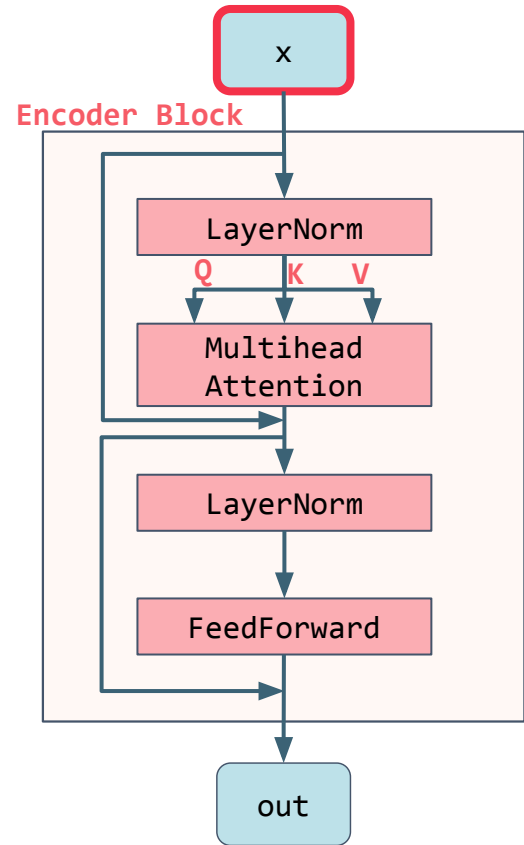 x
Encoder Block
LayerNorm
Q K V
Multihead
Attention
LayerNorm
FeedForward
out